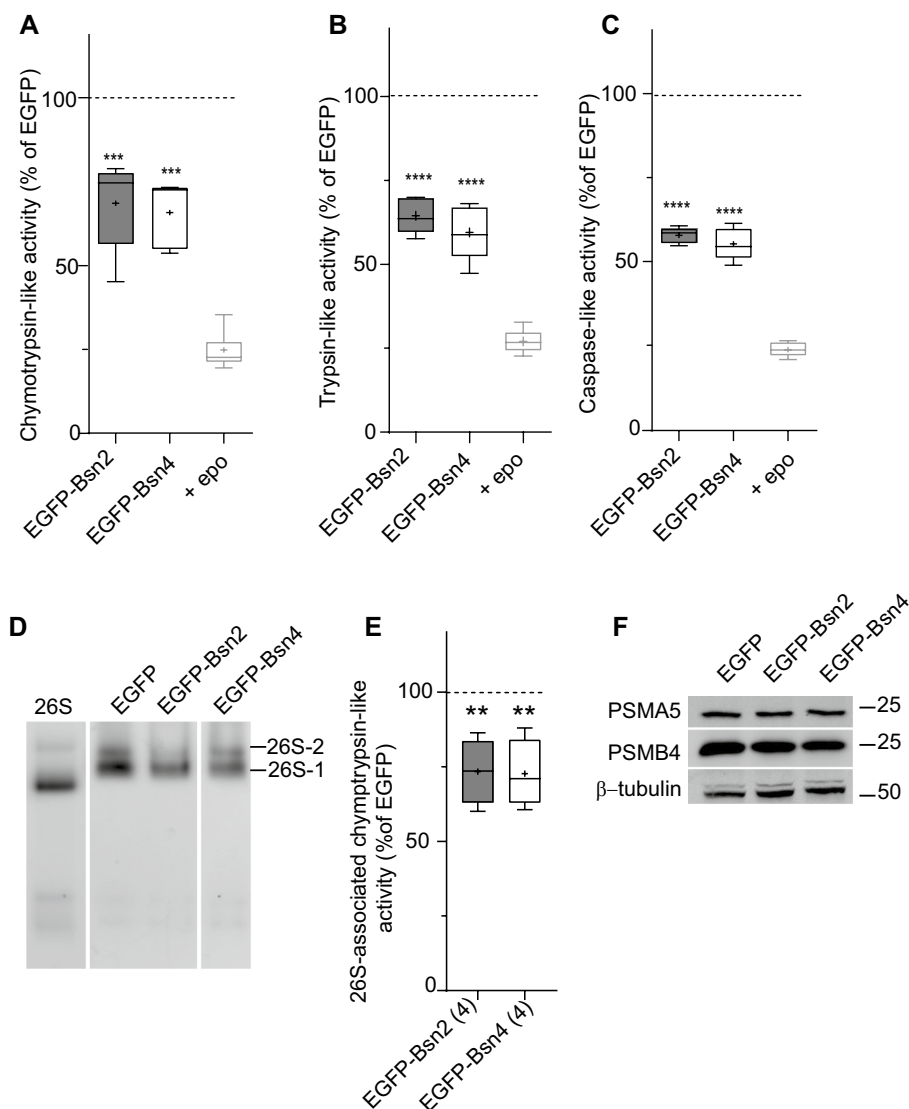 A
Chymotrypsin-like activity (% of EGFP)
100
50
0
***
***
EGFP-Bsn2
EGFP-Bsn4
+ epo
B
Trypsin-like activity (% of EGFP)
100
50
0
****
****
EGFP-Bsn2
EGFP-Bsn4
+ epo
C
Caspase-like activity (%of EGFP)
100
50
0
****
****
EGFP-Bsn2
EGFP-Bsn4
+ epo
D
26S
EGFP
EGFP-Bsn2
EGFP-Bsn4
26S-2
26S-1
E
26S-associated chymptrypsin-like
activity (%of EGFP)
100
50
0
**
**
EGFP-Bsn2 (4)
EGFP-Bsn4 (4)
F
EGFP
EGFP-Bsn2
EGFP-Bsn4
PSMA5
25
PSMB4
25
β–tubulin
50